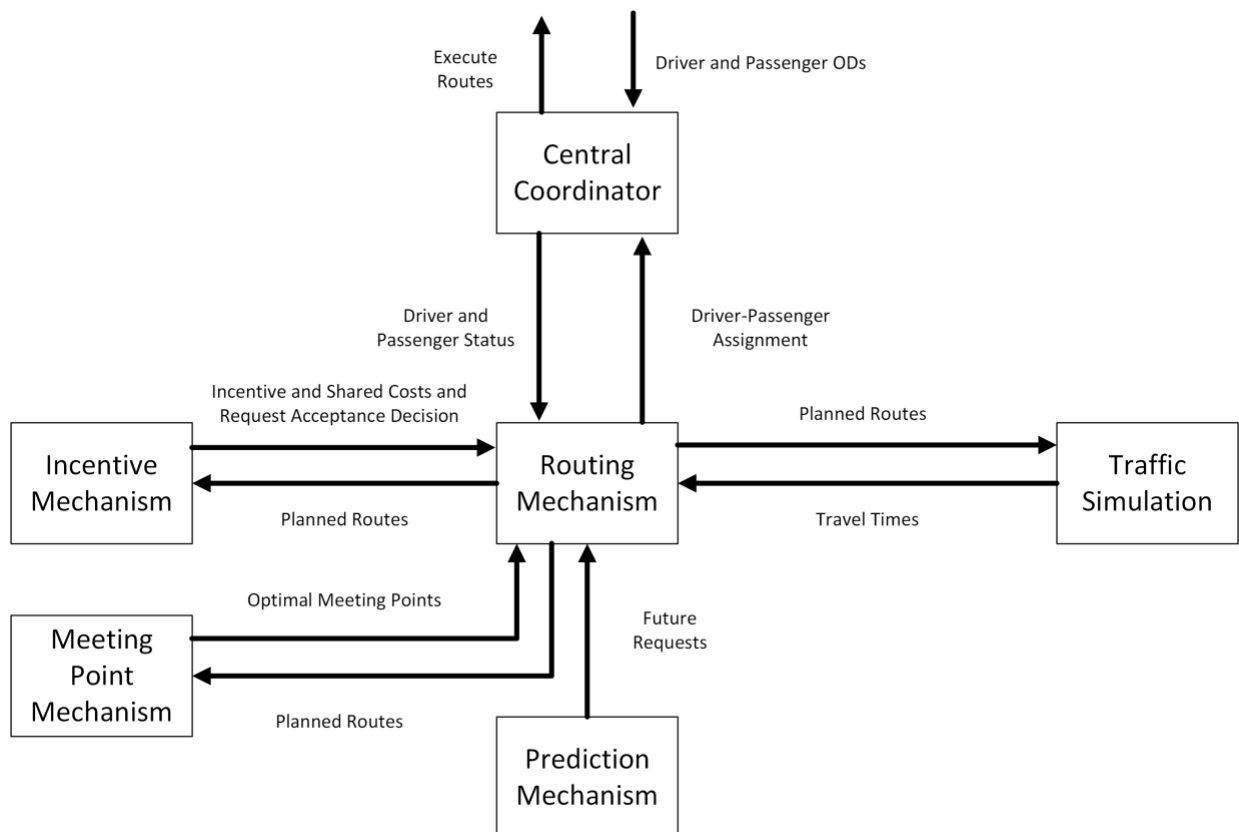 Execute
Routes
Driver and Passenger ODs
Central
Coordinator
Driver and
Passenger Status
Driver-Passenger
Assignment
Incentive and Shared Costs and
Request Acceptance Decision
Planned Routes
Incentive
Mechanism
Routing
Mechanism
Traffic
Simulation
Planned Routes
Travel Times
Optimal Meeting Points
Future
Requests
Meeting
Point
Mechanism
Planned Routes
Prediction
Mechanism